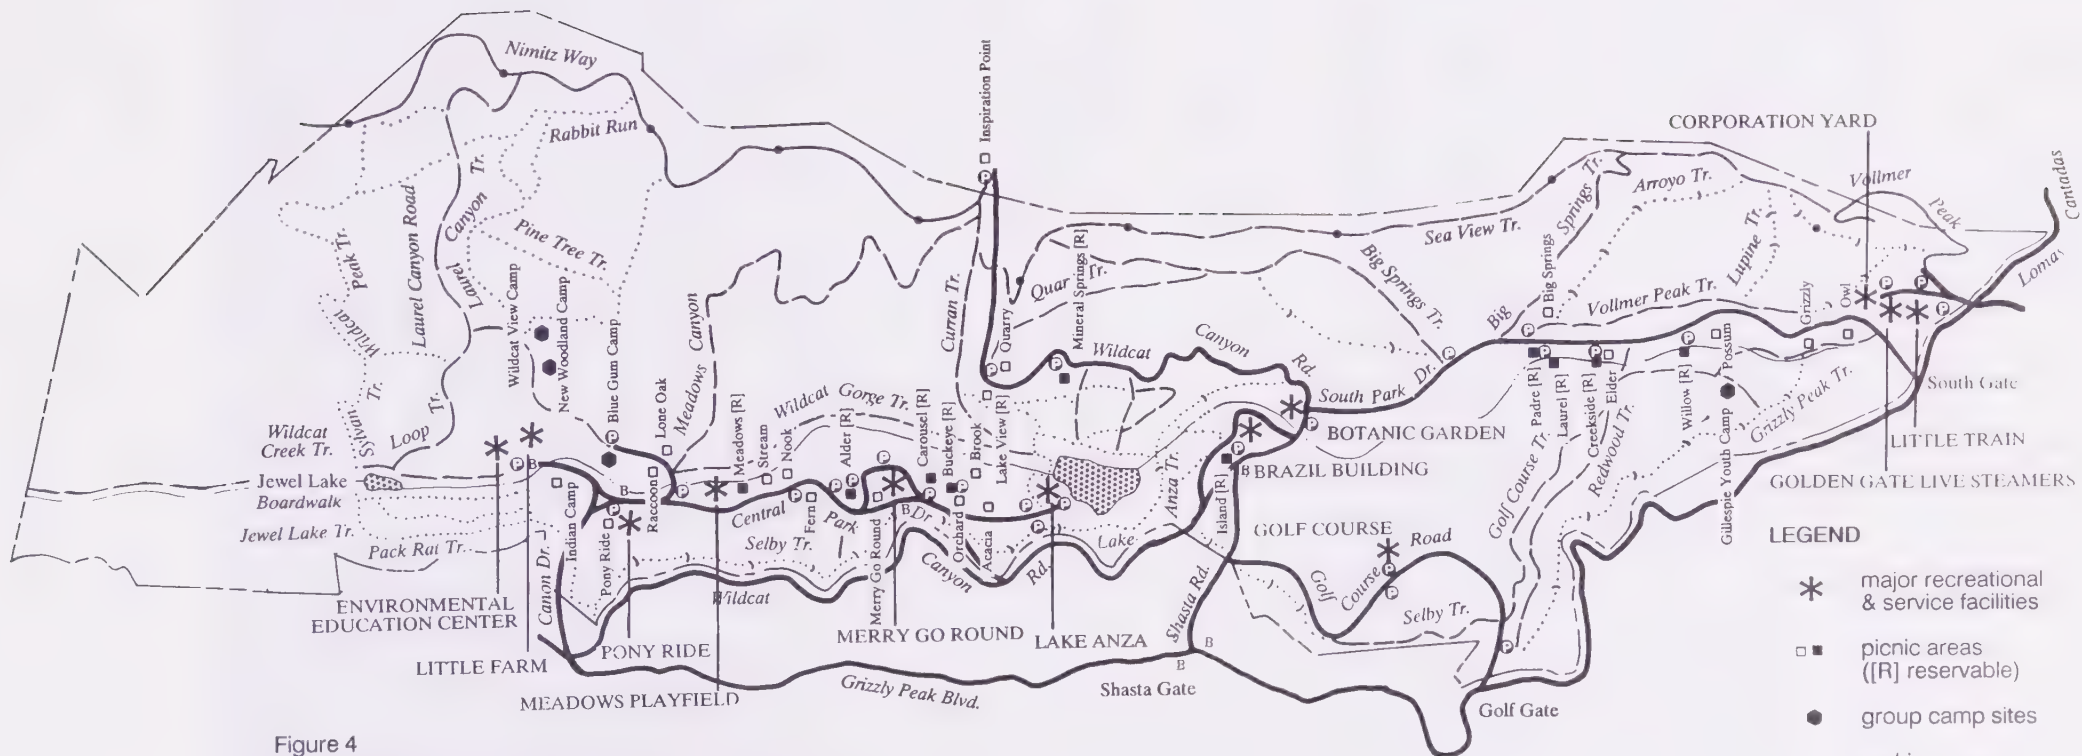 Nimitz Way
Rabbit Run
Inspiration Point
CORPORATION YARD
Vollmer
Peak
Cantadas
Lomas
Laurel Canyon Road
Laurel Canyon Tr.
Wildcat Peak Tr.
Pine Tree Tr.
Sea View Tr.
Big Springs Tr.
Arroyo Tr.
Lupine Tr.
Big Springs
Big Springs Tr.
Vollmer Peak Tr.
Grizzly
Owl
Wildcat View Camp
New Woodland Camp
Blue Gum Camp
Lone Oak
Meadows Canyon
Curran Tr.
Quarry
Quar Tr.
Mineral Springs [R]
Wildcat Canyon Rd.
South Park Dr.
Wildcat Gorge Tr.
Sylvan Tr.
Loop Tr.
Wildcat
Creek Tr.
Jewel Lake
Boardwalk
Jewel Lake Tr.
Pack Rat Tr.
B
Indian Camp
Pony Ride
B
Raccoon
Meadows [R]
Stream
Nook
Alder [R]
Carousel [R]
Buckeye [R]
Brook
Lake View [R]
Central Park Dr.
Fern
Selby Tr.
Merry Go Round
B
Orchard
Acacia
Wildcat Canyon Rd.
Lake Anza Tr.
Island [R]
B
BOTANIC GARDEN
BRAZIL BUILDING
Padre [R]
Laurel [R]
Creekside [R]
Elder
Willow [R]
Possum
Gillespie Youth Camp
Golf Course Tr.
Redwood Tr.
Grizzly Peak Tr.
South Gate
LITTLE TRAIN
GOLDEN GATE LIVE STEAMERS
GOLF COURSE
Golf Course Road
Selby Tr.
Shasta Rd.
Canon Dr.
ENVIRONMENTAL
EDUCATION CENTER
LITTLE FARM
PONY RIDE
MEADOWS PLAYFIELD
MERRY GO ROUND
LAKE ANZA
Grizzly Peak Blvd.
Shasta Gate
B
B
Golf Gate
LEGEND
major recreational
& service facilities
picnic areas
([R] reservable)
group camp sites
Figure 4